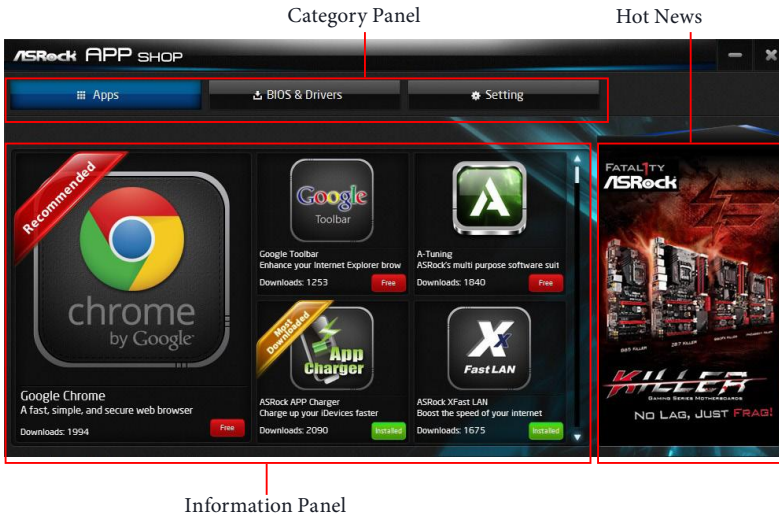 Category Panel
Hot News
ASRock APP SHOP
Apps
BIOS & Drivers
Setting
Recommended
chrome
by Google
Google Chrome
A fast, simple, and secure web browser
Downloads: 1994
Free
Google
Toolbar
Google Toolbar
Enhance your Internet Explorer brow
Downloads: 1253
Free
A-Tuning
ASRock's multi purpose software suit
Downloads: 1840
Free
Most
Downloaded
App
Charger
ASRock APP Charger
Charge up your iDevices faster
Downloads: 2090
Installed
X
Fast LAN
ASRock XFast LAN
Boost the speed of your internet
Downloads: 1675
Installed
FATAL1TY
ASRock
B85 KILLER
Z87 KILLER
KILLER
GAMING SERIES MOTHERBOARDS
NO LAG, JUST FRAG!
Information Panel